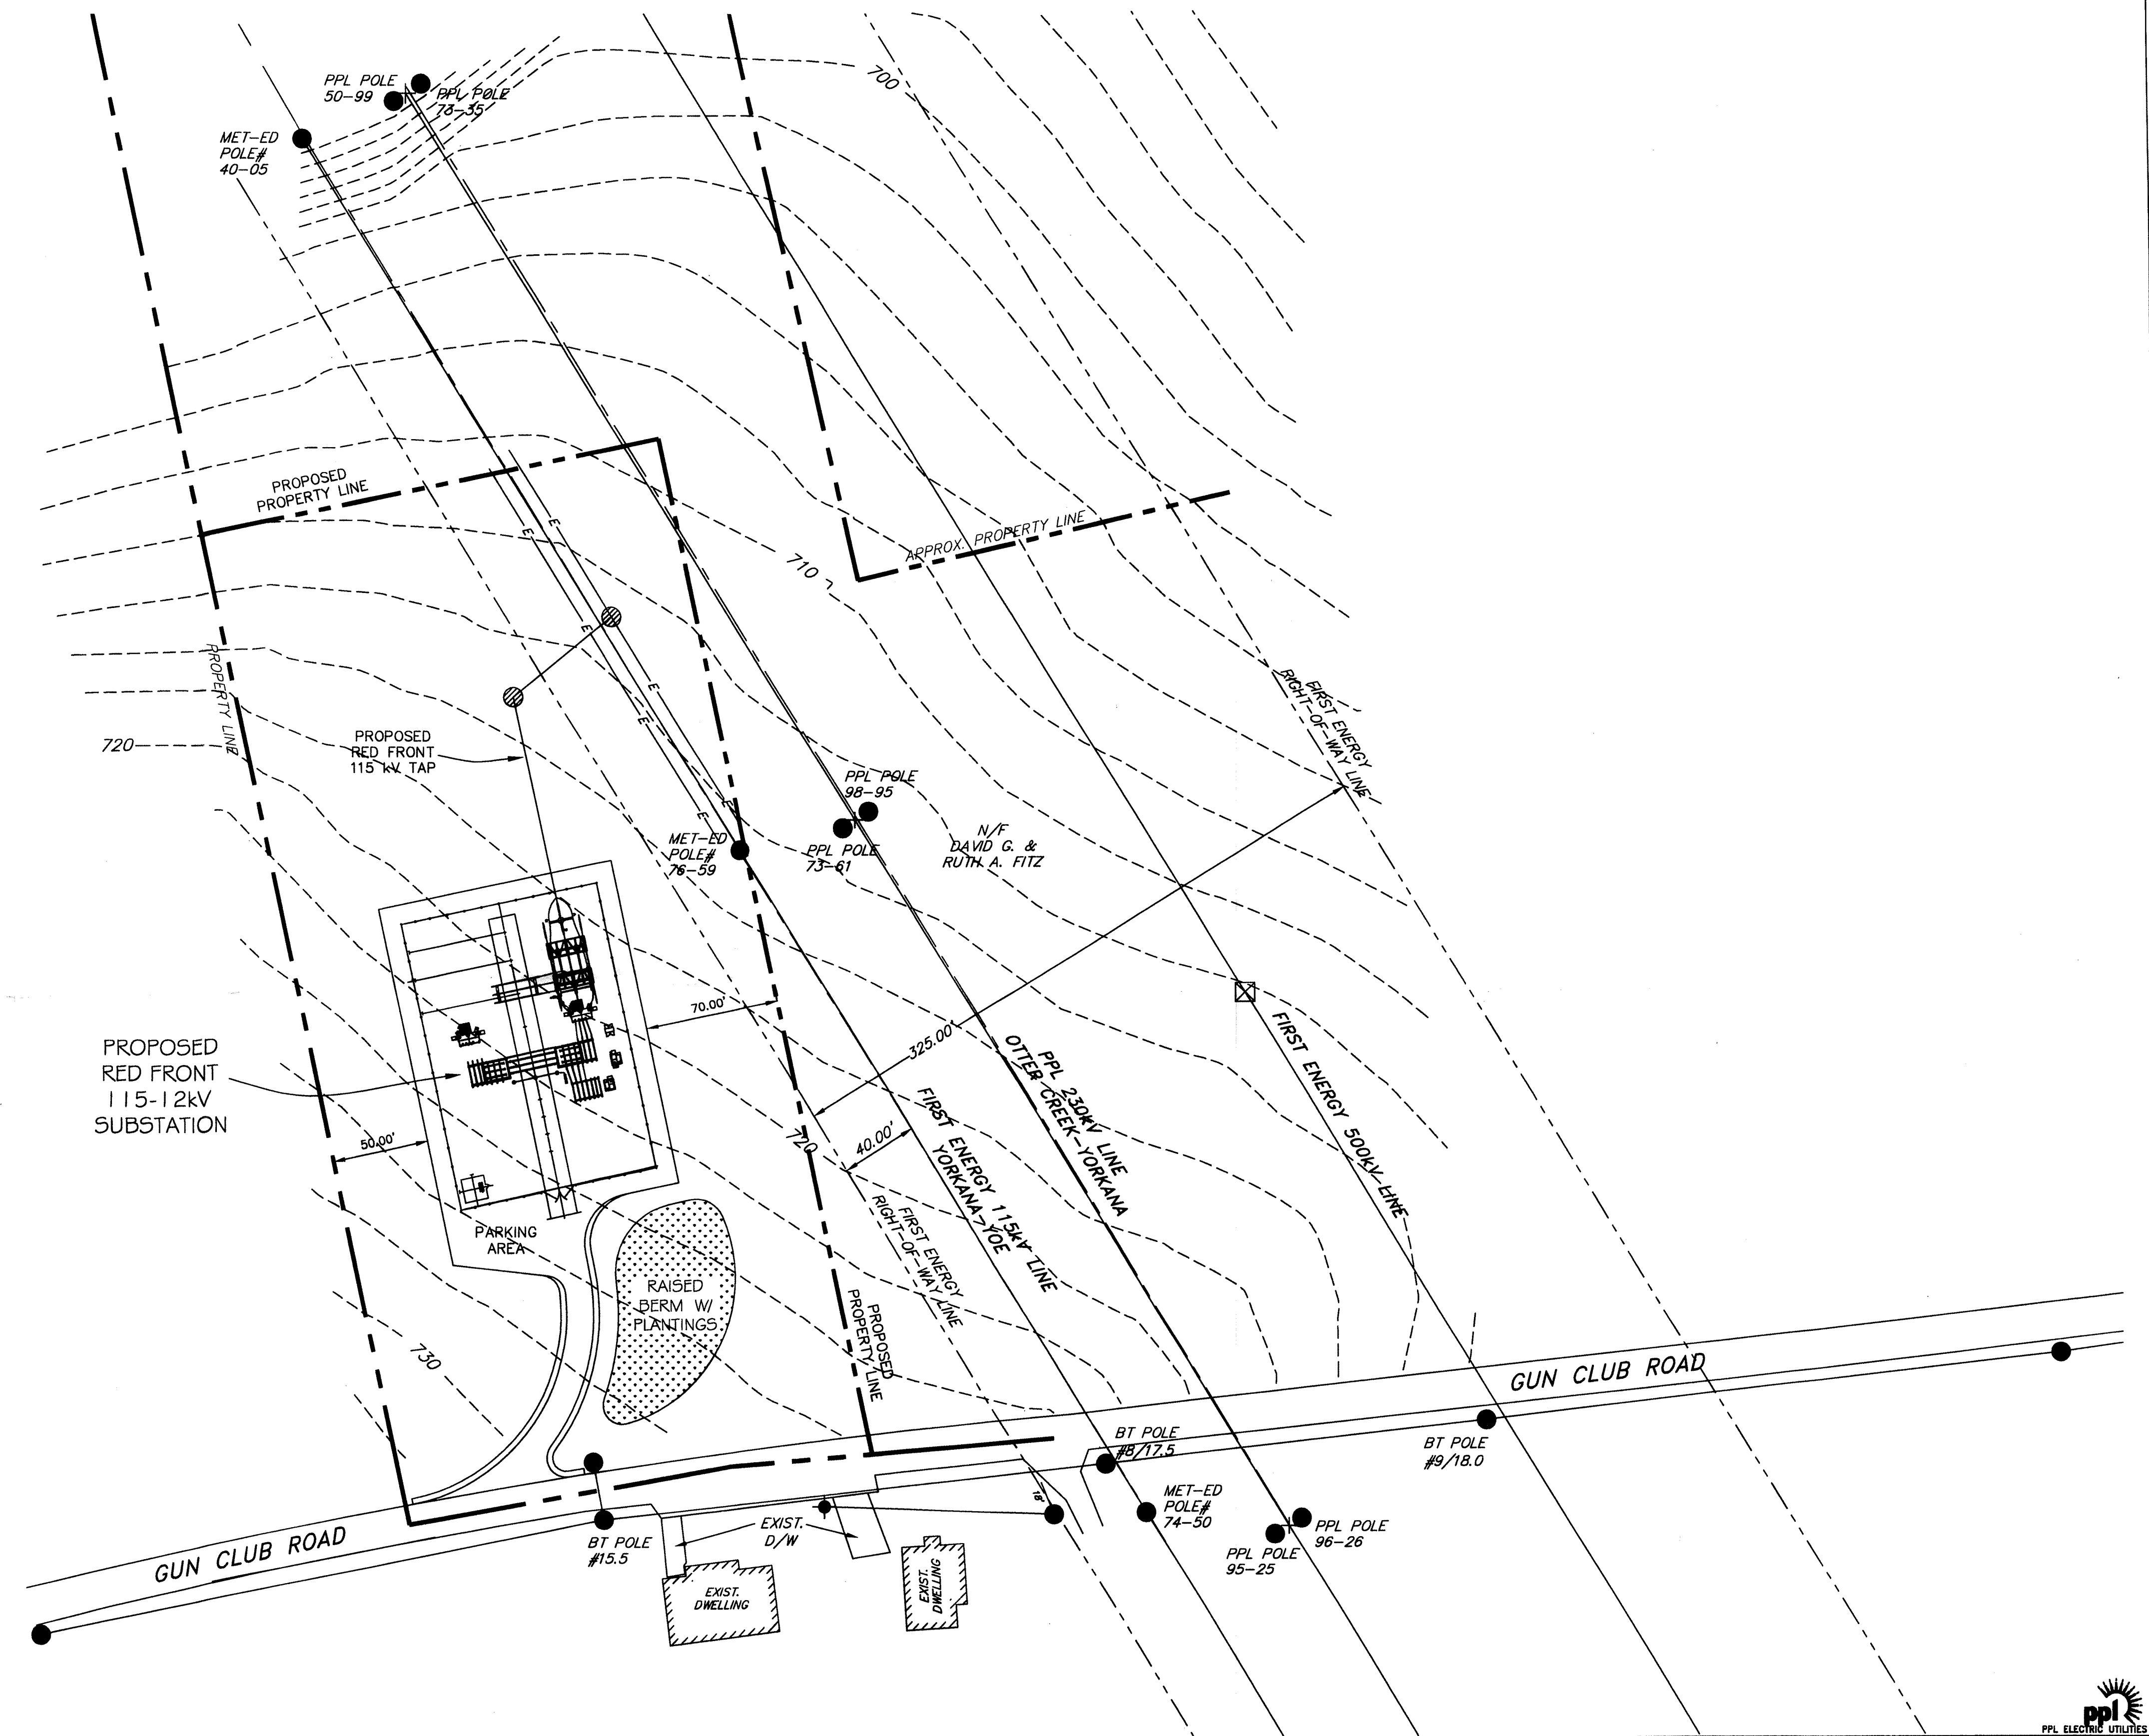 700
PPL POLE
50-99
PPL POLE
73-35
MET-ED
POLE#
40-05
PROPOSED
PROPERTY LINE
E
E
APPROX. PROPERTY LINE
710
E
PROPERTY LINE
E
E
FIRST ENERGY
RIGHT-OF-WAY LINE
720
PROPOSED
RED FRONT
115 kV TAP
PPL POLE
98-95
E
E
N/F
DAVID G. &
RUTH A. FITZ
MET-ED
POLE#
76-59
PPL POLE
73-61
70.00'
325.00'
PROPOSED
RED FRONT
115-12kV
SUBSTATION
50.00'
720
40.00'
FIRST ENERGY 115kV LINE
YORKANA-YOE
PPL 230kV LINE
OTTER CREEK-YORKANA
FIRST ENERGY 500kV LINE
FIRST ENERGY
RIGHT-OF-WAY LINE
PARKING
AREA
RAISED
BERM W/
PLANTINGS
PROPOSED
PROPERTY LINE
730
GUN CLUB ROAD
BT POLE
#8/17.5
BT POLE
#9/18.0
MET-ED
POLE#
74-50
18'
PPL POLE
96-26
PPL POLE
95-25
EXIST.
D/W
BT POLE
#15.5
GUN CLUB ROAD
EXIST.
DWELLING
EXIST.
DWELLING
ppl
PPL ELECTRIC UTILITIES